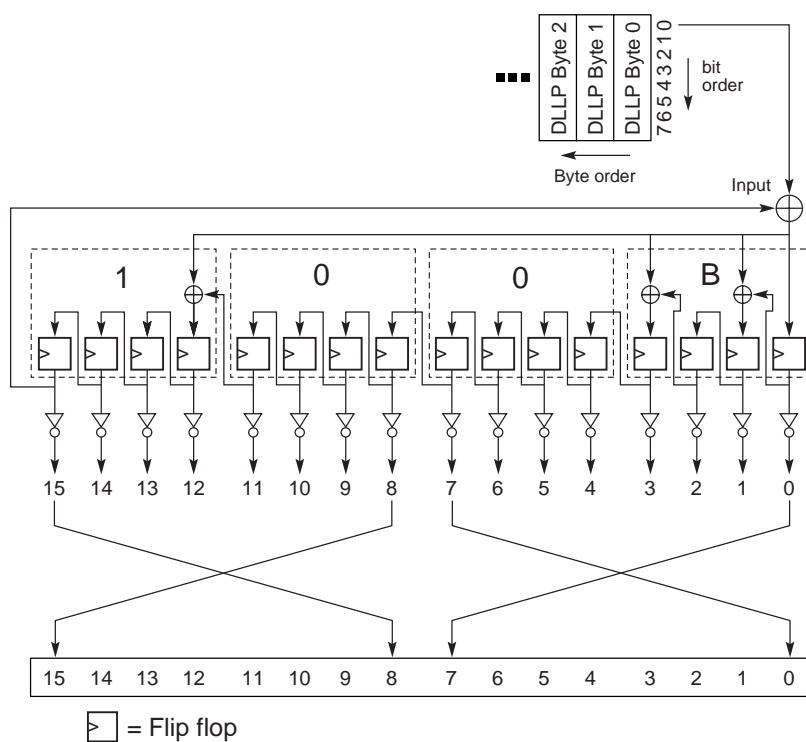 DLLP Byte 2
DLLP Byte 1
DLLP Byte 0
76543210
bit
order
Byte order
Input
1 0 0 B
> > > > > > > > > > > > > > > >
15 14 13 12 11 10 9 8 7 6 5 4 3 2 1 0
15 14 13 12 11 10 9 8 7 6 5 4 3 2 1 0
> = Flip flop